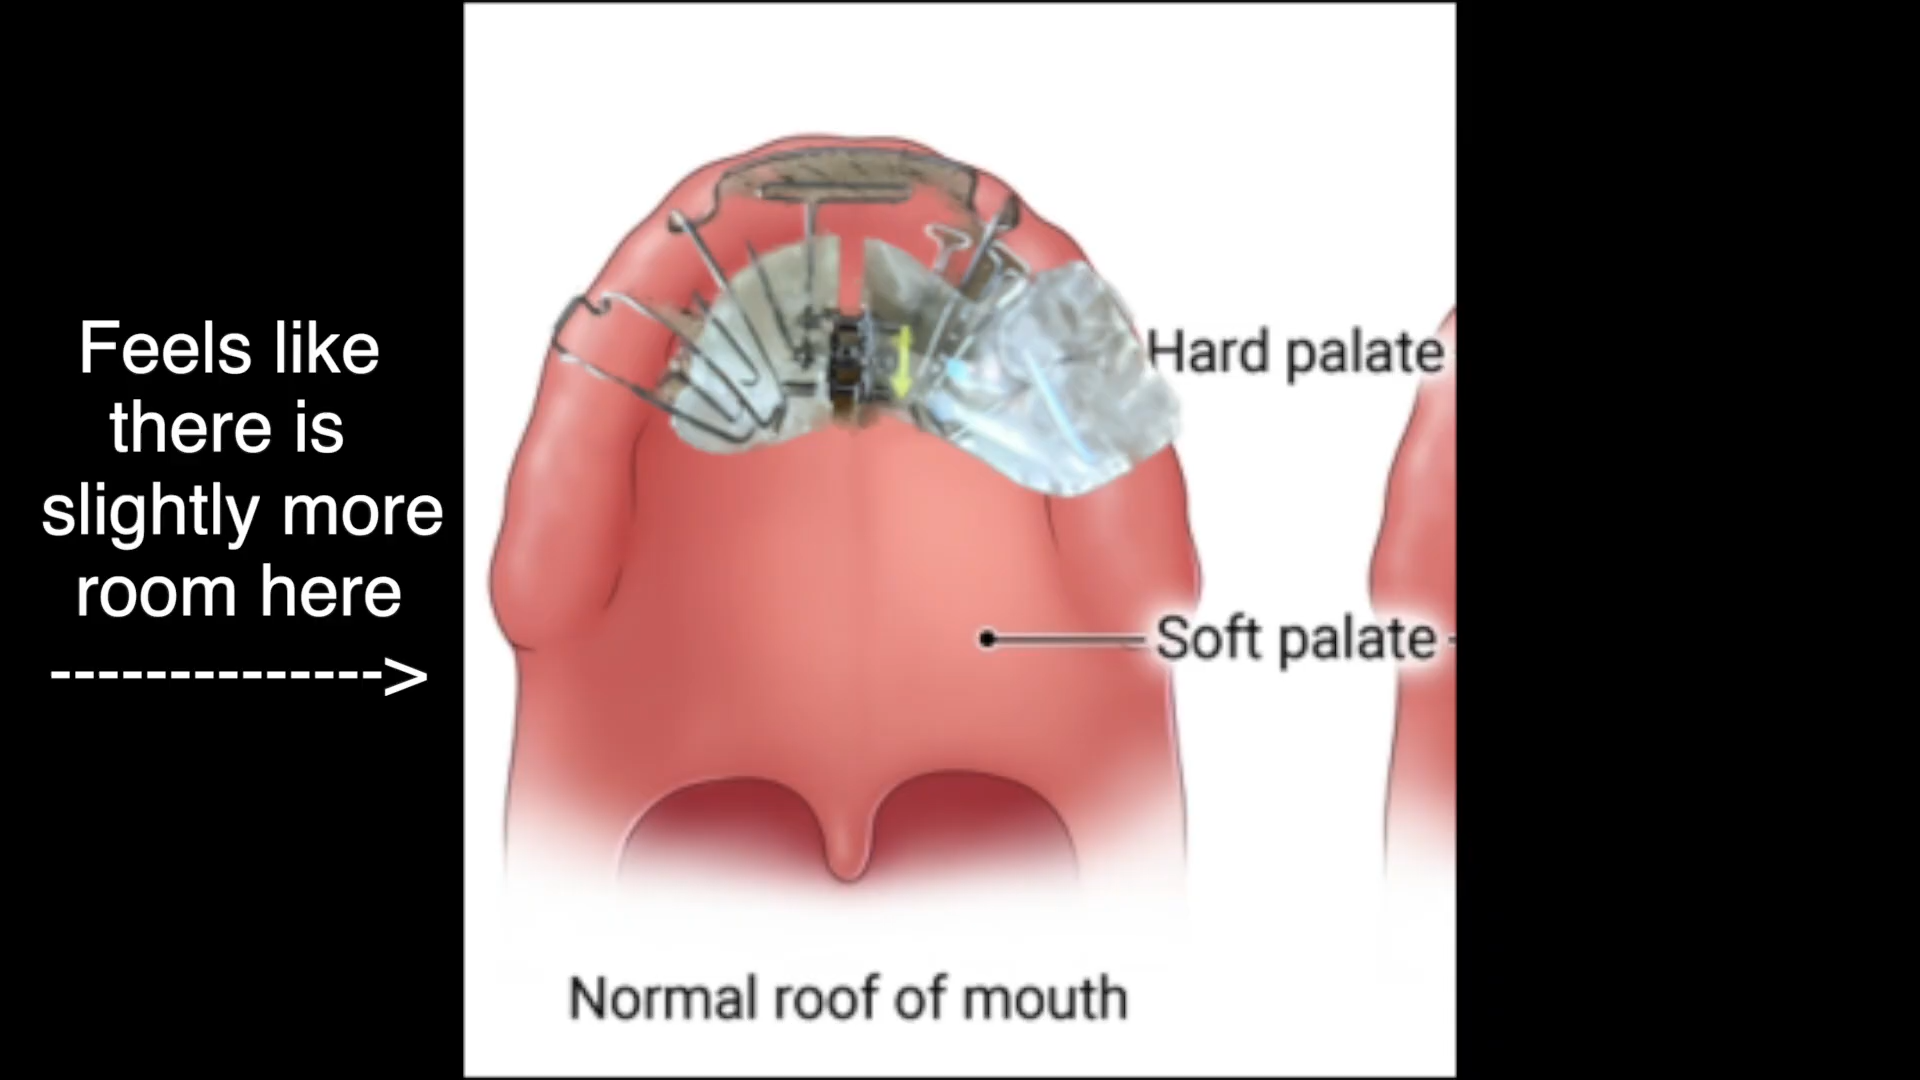 Feels like
there is
slightly more
room here
-------------->
Hard palate
Soft palate
Normal roof of mouth